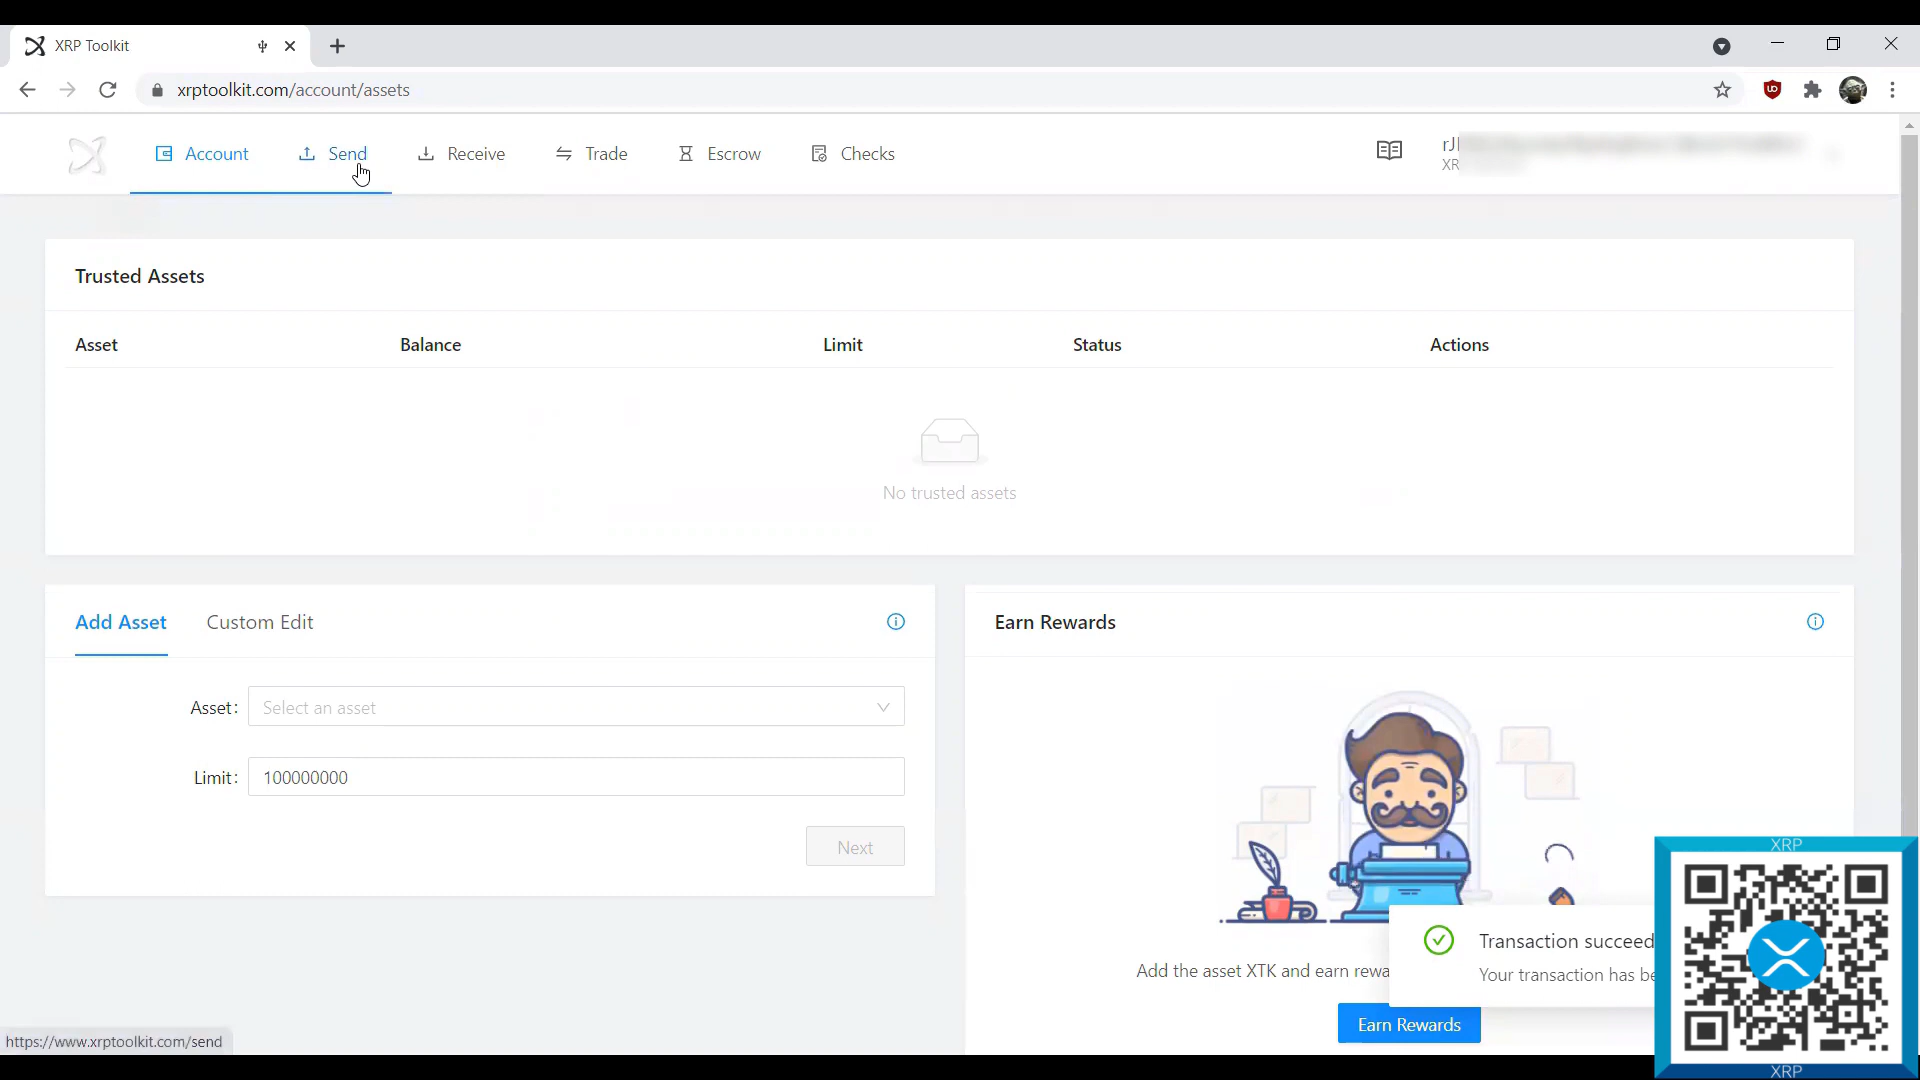 XRP Toolkit
xrptoolkit.com/account/assets
Account
Send
Receive
Trade
Escrow
Checks
XR
Trusted Assets
Asset Balance Limit Status Actions
No trusted assets
Add Asset
Custom Edit
Earn Rewards
Asset: Select an asset
Limit: 100000000
Next
Transaction succeed
Your transaction has be
Add the asset XTK and earn rewa
Earn Rewards
XRP
XRP
https://www.xrptoolkit.com/send